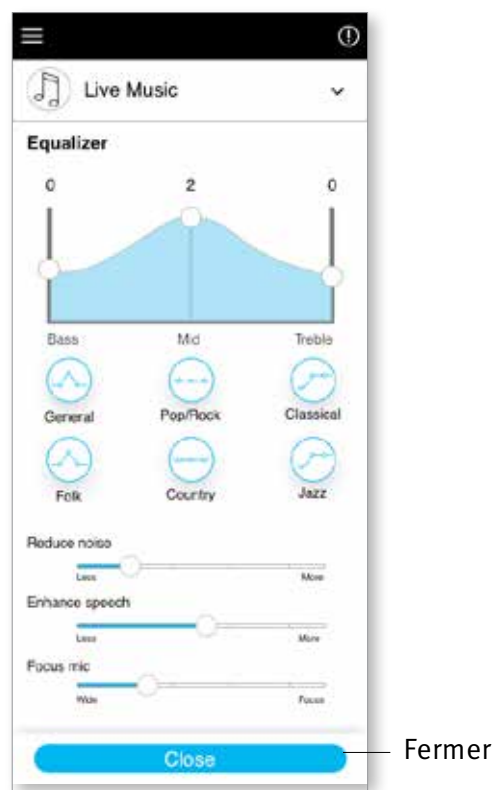 Live Music
Equalizer
0 2 0
Bass Mid Treble
General Pop/Rock Classical
Folk Country Jazz
Reduce noise
Less More
Enhance speech
Less More
Focus mic
Wide Focus
Close
Fermer